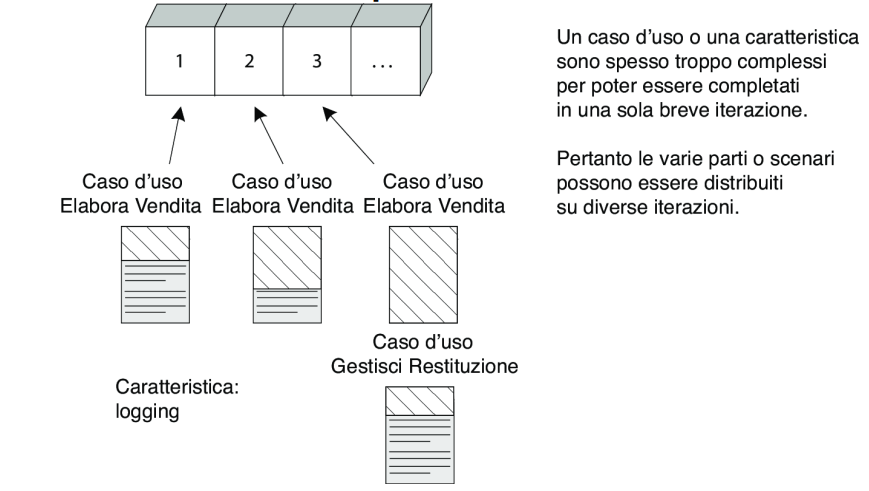 1 2 3 ...
Un caso d'uso o una caratteristica
sono spesso troppo complessi
per poter essere completati
in una sola breve iterazione.
Pertanto le varie parti o scenari
possono essere distribuiti
su diverse iterazioni.
Caso d'uso
Elabora Vendita
Caso d'uso
Elabora Vendita
Caso d'uso
Elabora Vendita
Caso d'uso
Gestisci Restituzione
Caratteristica:
logging